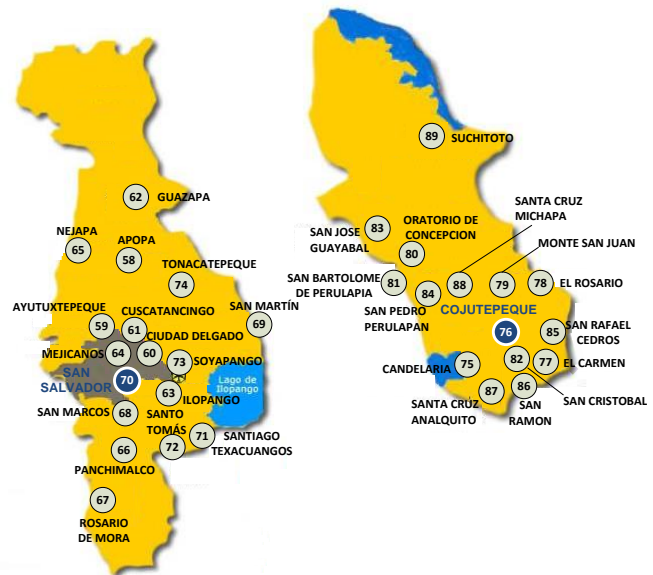 62
GUAZAPA
NEJAPA
65
APOPA
58
TONACATEPEQUE
74
AYUTUXTEPEQUE
59
CUSCATANCINGO
61
CIUDAD DELGADO
SAN MARTÍN
69
MEJICANOS
64
60
73
SOYAPANGO
SAN
SALVADOR
70
Lago de
Ilopango
63
ILOPANGO
SAN MARCOS
68
SANTO
TOMÁS
72
71
SANTIAGO
TEXACUANGOS
66
PANCHIMALCO
67
ROSARIO
DE MORA
89
SUCHITOTO
SANTA CRUZ
MICHAPA
83
SAN JOSE
GUAYABAL
ORATORIO DE
CONCEPCION
80
MONTE SAN JUAN
SAN BARTOLOME
DE PERULAPIA
81
84
SAN PEDRO
PERULAPAN
88
79
78
EL ROSARIO
COJUTEPEQUE
76
85
SAN RAFAEL
CEDROS
CANDELARIA
75
82
77
EL CARMEN
SAN CRISTOBAL
SANTA CRUZ
ANALQUITO
87
86
SAN
RAMON